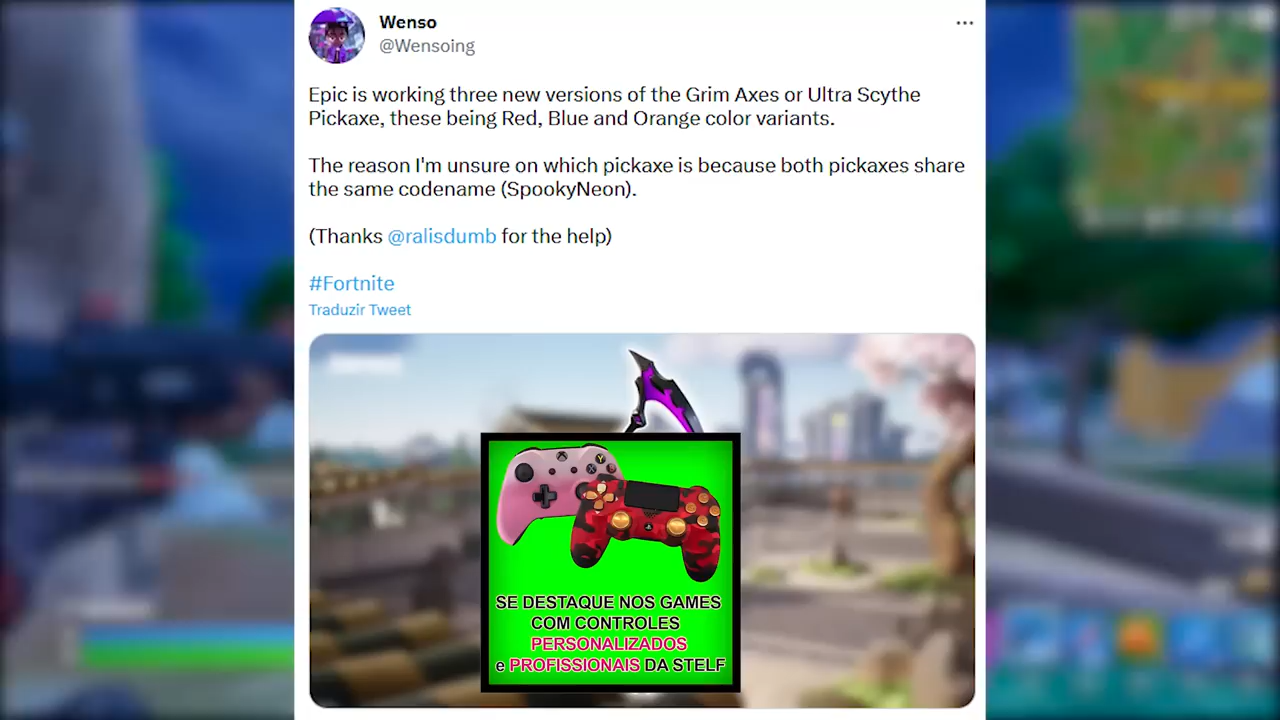 Wenso
@Wensoing
Epic is working three new versions of the Grim Axes or Ultra Scythe
Pickaxe, these being Red, Blue and Orange color variants.
The reason I'm unsure on which pickaxe is because both pickaxes share
the same codename (SpookyNeon).
(Thanks @ralisdumb for the help)
#Fortnite
Traduzir Tweet
SE DESTAQUE NOS GAMES
COM CONTROLES
PERSONALIZADOS
e PROFISSIONAIS DA STELF